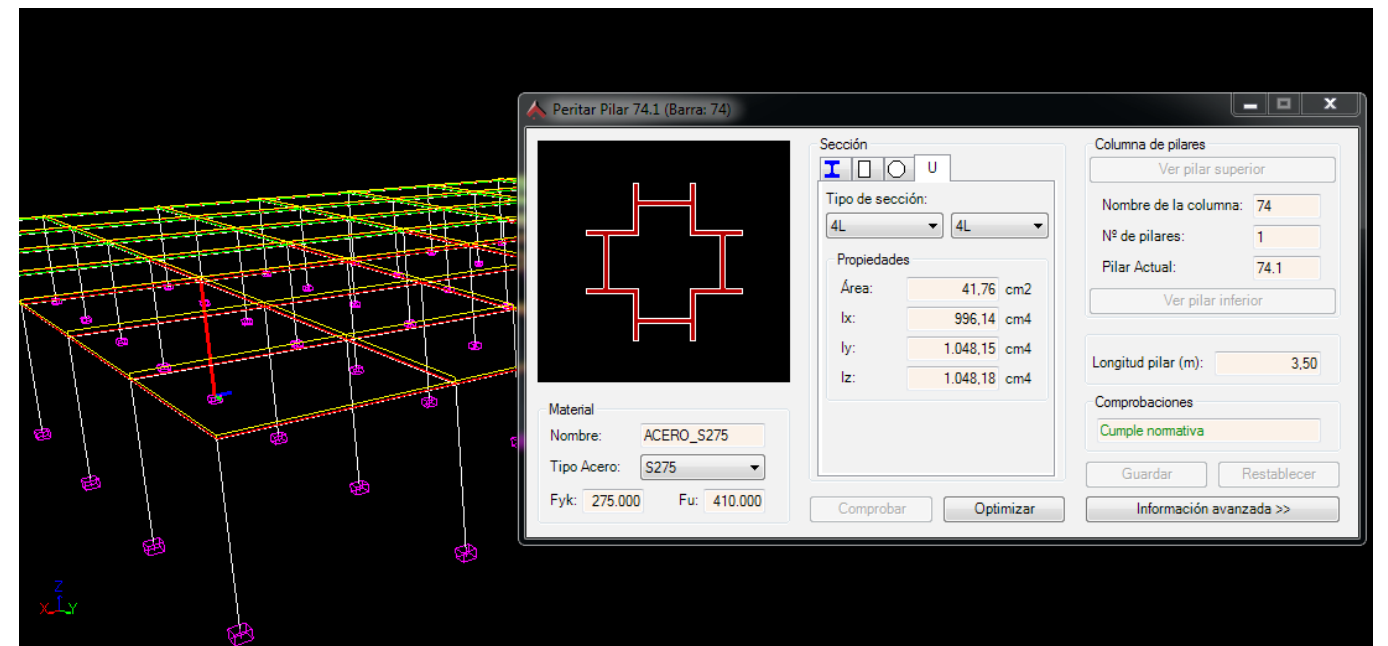 Peritar Pilar 74.1 (Barra: 74)
Sección
U
Tipo de sección:
4L 4L
Propiedades
Área: 41,76 cm2
Ix: 996,14 cm4
Iy: 1.048,15 cm4
Iz: 1.048,18 cm4
Columna de pilares
Ver pilar superior
Nombre de la columna: 74
Nº de pilares: 1
Pilar Actual: 74.1
Ver pilar inferior
Longitud pilar (m): 3,50
Material
Nombre: ACERO_S275
Tipo Acero: S275
Fyk: 275.000 Fu: 410.000
Comprobaciones
Cumple normativa
Guardar Restablecer
Comprobar Optimizar
Información avanzada >>
Z
X Y